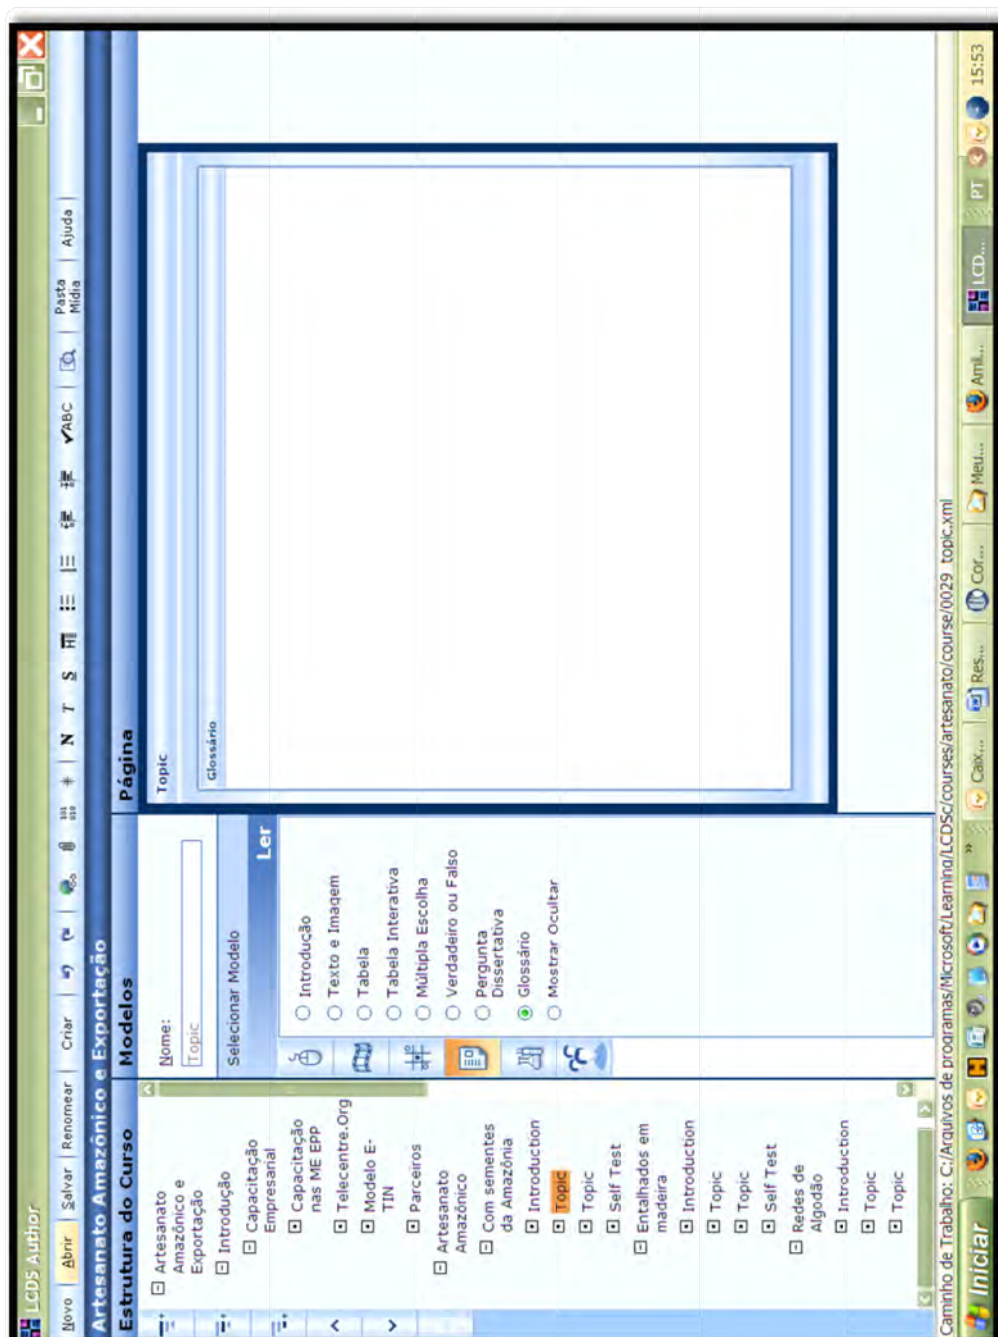 LCDS Author
Novo Abrir Salvar Renomear Criar N T S H ABC Pasta Mídia Ajuda
Artesanato Amazônico e Exportação
Estrutura do Curso
Artesanato
Amazônico e
Exportação
Introdução
Capacitação
Empresarial
Capacitação
nas ME EPP
Telecentre.Org
Modelo E-
TIN
Parceiros
Artesanato
Amazônico
Com sementes
da Amazônia
Introduction
Topic
Topic
Self Test
Entalhados em
madeira
Introduction
Topic
Topic
Self Test
Redes de
Algodão
Introduction
Topic
Topic
Modelos
Nome:
Topic
Selecionar Modelo
Ler
Introdução
Texto e Imagem
Tabela
Tabela Interativa
Múltipla Escolha
Verdadeiro ou Falso
Pergunta
Dissertativa
Glossário
Mostrar Ocultar
Página
Topic
Glossário
Caminho de Trabalho: C:/Arquivos de programas/Microsoft/Learning/LCDSc/courses/artesanato/course/0029_topic.xml
Iniciar » Caix... Res... Cor... Meu... Amil... LCD... PT 15:53